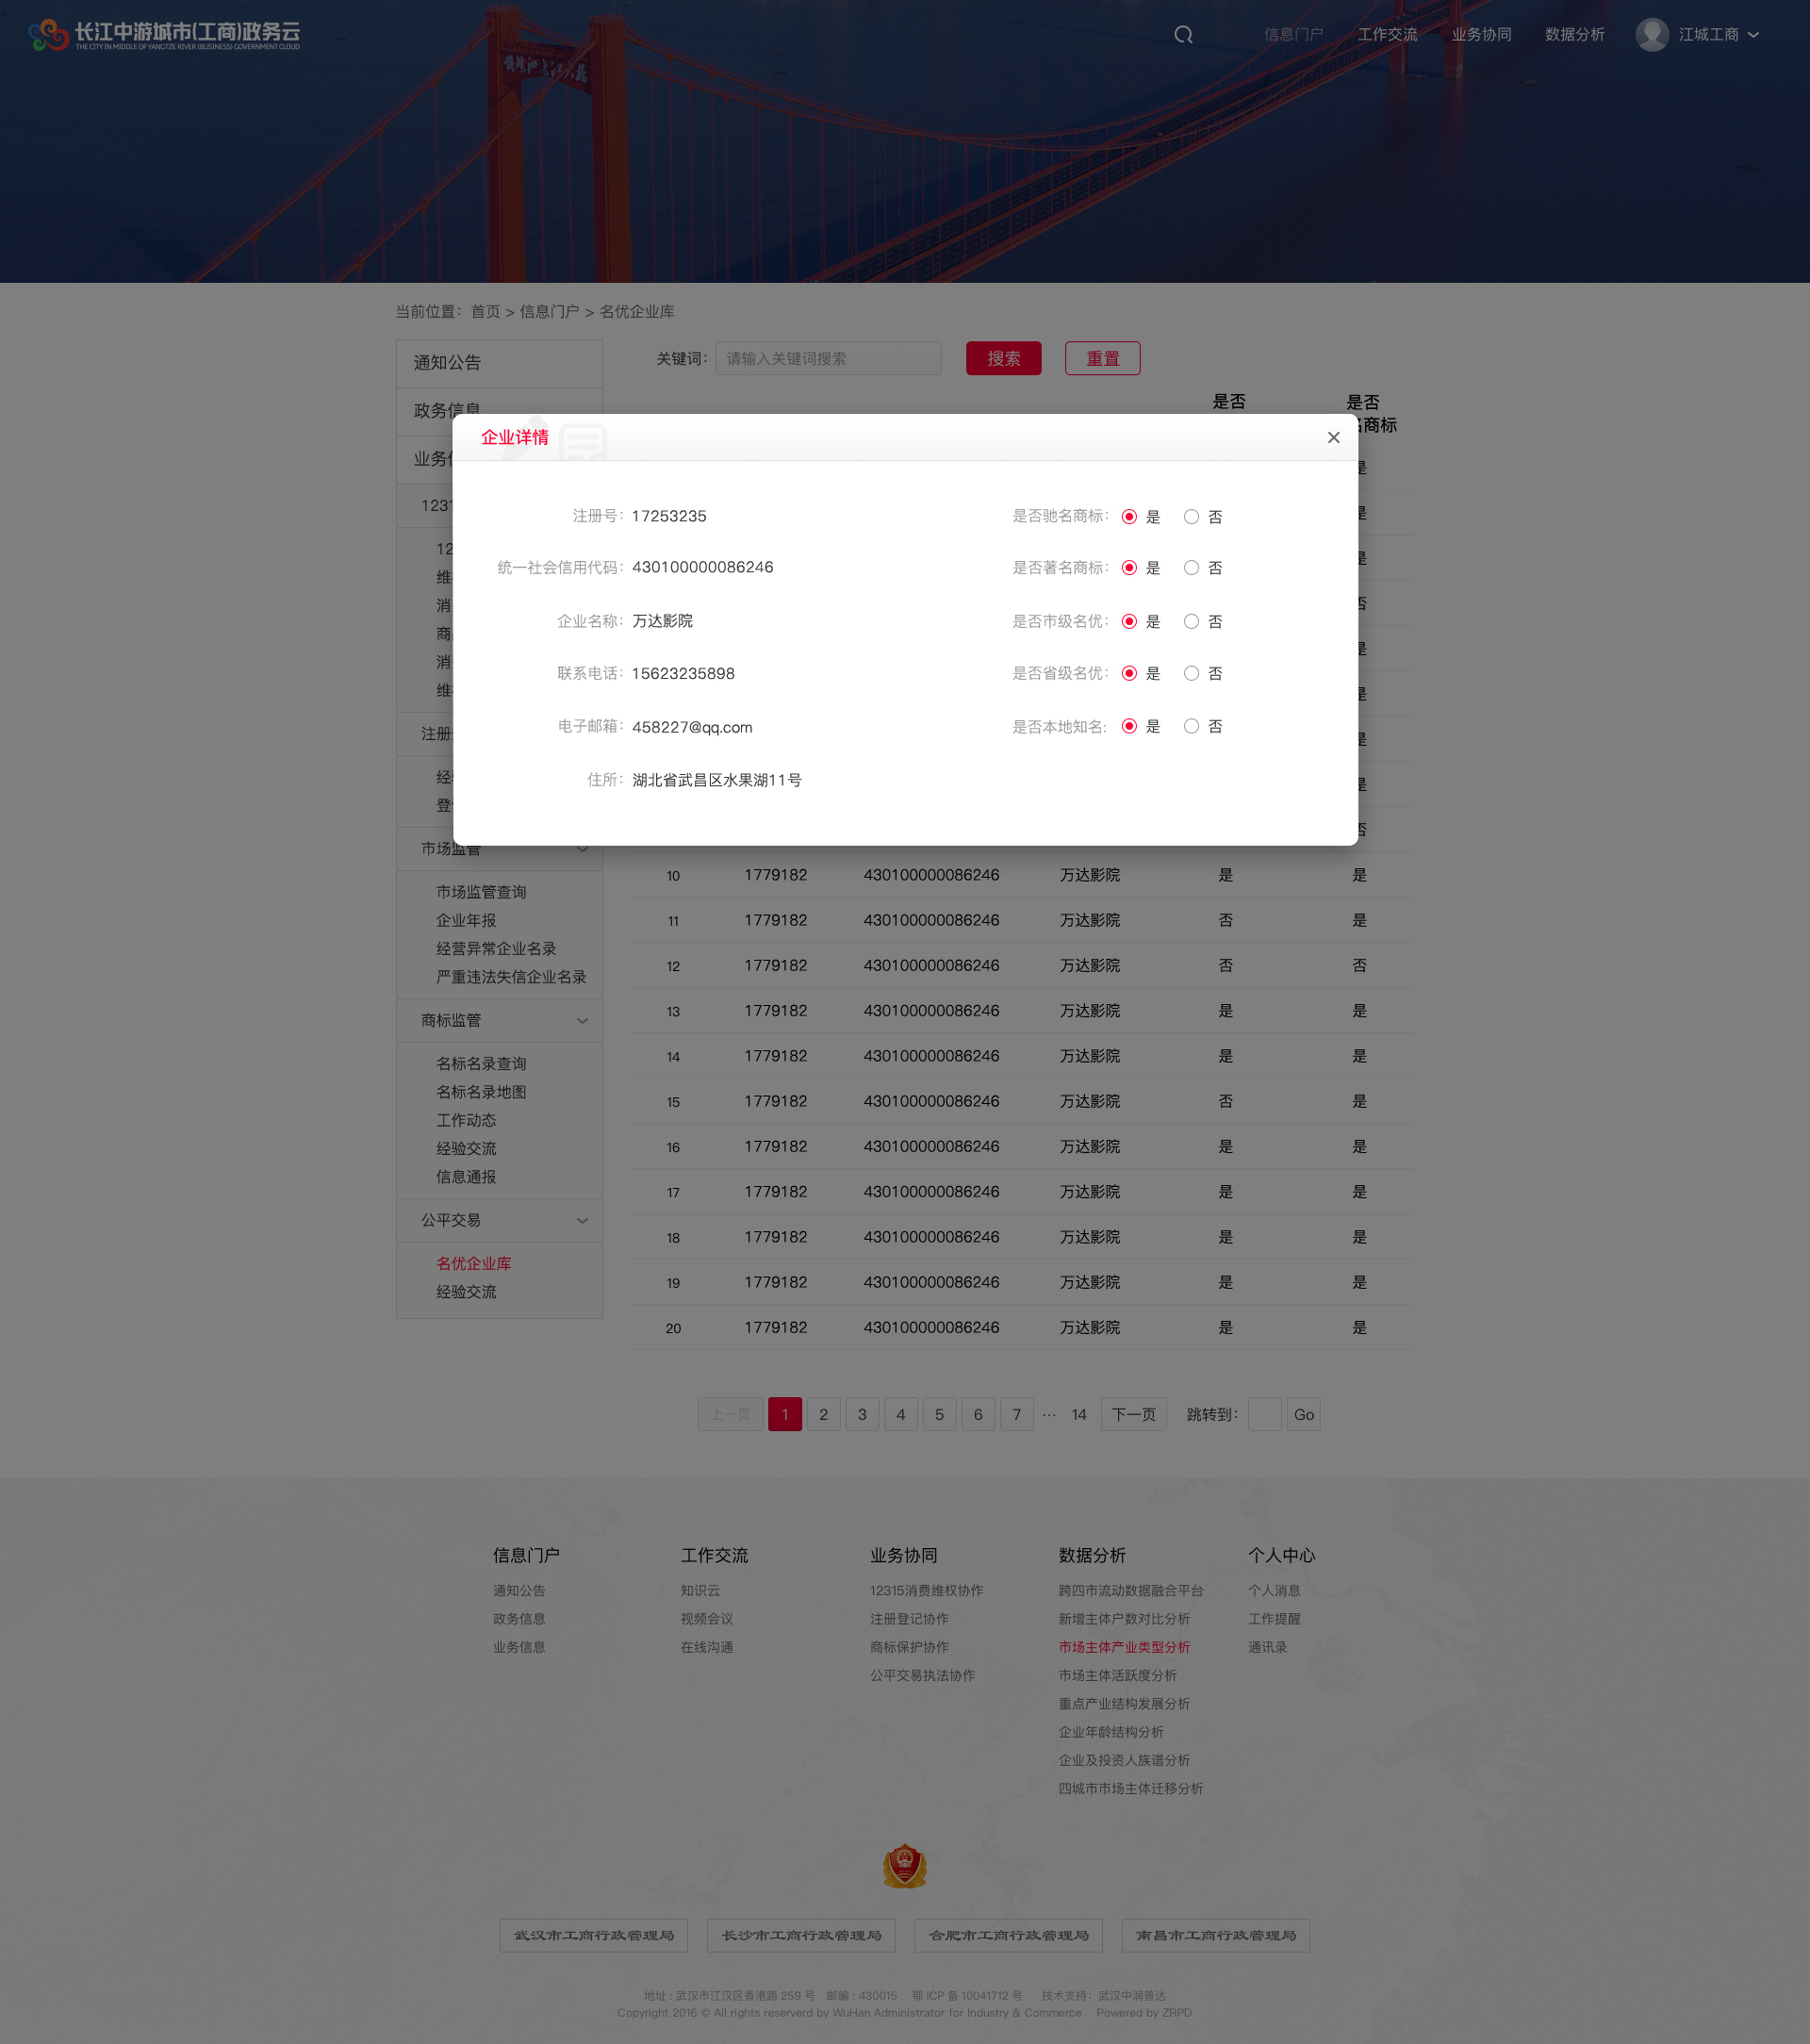 长江中游城市(工商)政务云
THE CITY IN MIDDLE OF YANGTZE RIVER (BUSINESS) GOVERNMENT CLOUD
信息门户 工作交流 业务协同 数据分析 江城工商
当前位置：首页 > 信息门户 > 名优企业库
关键词： 请输入关键词搜索 搜索 重置
通知公告
政务信息
是否 是否
企业详情
注册号：17253235 是否驰名商标： 是 否
统一社会信用代码：430100000086246 是否著名商标： 是 否
企业名称：万达影院 是否市级名优： 是 否
联系电话：15623235898 是否省级名优： 是 否
电子邮箱：458227@qq.com 是否本地知名: 是 否
住所：湖北省武昌区水果湖11号
市场监管
市场监管查询
企业年报
经营异常企业名录
严重违法失信企业名录
商标监管
名标名录查询
名标名录地图
工作动态
经验交流
信息通报
公平交易
名优企业库
经验交流
10 1779182 430100000086246 万达影院 是 是
11 1779182 430100000086246 万达影院 否 是
12 1779182 430100000086246 万达影院 否 否
13 1779182 430100000086246 万达影院 是 是
14 1779182 430100000086246 万达影院 是 是
15 1779182 430100000086246 万达影院 否 是
16 1779182 430100000086246 万达影院 是 是
17 1779182 430100000086246 万达影院 是 是
18 1779182 430100000086246 万达影院 是 是
19 1779182 430100000086246 万达影院 是 是
20 1779182 430100000086246 万达影院 是 是
上一页 1 2 3 4 5 6 7 ··· 14 下一页 跳转到： Go
信息门户
通知公告
政务信息
业务信息
工作交流
知识云
视频会议
在线沟通
业务协同
12315消费维权协作
注册登记协作
商标保护协作
公平交易执法协作
数据分析
跨四市流动数据融合平台
新增主体户数对比分析
市场主体产业类型分析
市场主体活跃度分析
重点产业结构发展分析
企业年龄结构分析
企业及投资人族谱分析
四城市市场主体迁移分析
个人中心
个人消息
工作提醒
通讯录
武汉市工商行政管理局 长沙市工商行政管理局 合肥市工商行政管理局 南昌市工商行政管理局
地址 : 武汉市江汉区香港路 259 号 邮编 : 430015 鄂 ICP 备 10041712 号 技术支持：武汉中润普达
Copyright 2016 © All rights reserverd by WuHan Administrator for Industry & Commerce Powered by ZRPD